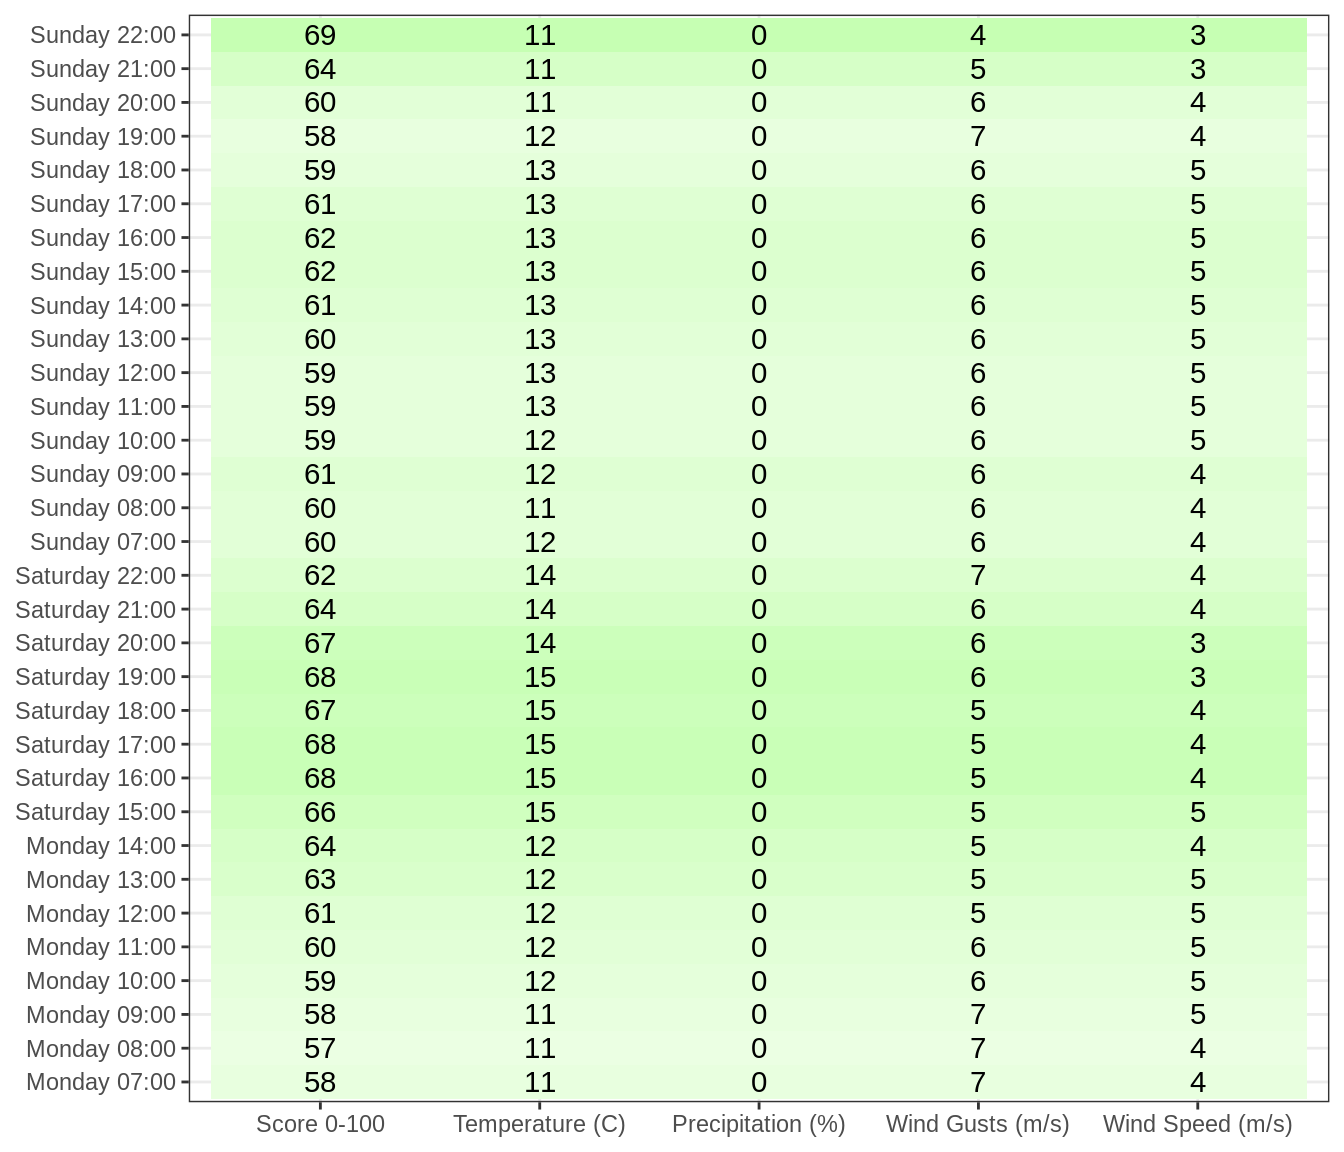 Sunday 22:00 69 11 0 4 3
Sunday 21:00 64 11 0 5 3
Sunday 20:00 60 11 0 6 4
Sunday 19:00 58 12 0 7 4
Sunday 18:00 59 13 0 6 5
Sunday 17:00 61 13 0 6 5
Sunday 16:00 62 13 0 6 5
Sunday 15:00 62 13 0 6 5
Sunday 14:00 61 13 0 6 5
Sunday 13:00 60 13 0 6 5
Sunday 12:00 59 13 0 6 5
Sunday 11:00 59 13 0 6 5
Sunday 10:00 59 12 0 6 5
Sunday 09:00 61 12 0 6 4
Sunday 08:00 60 11 0 6 4
Sunday 07:00 60 12 0 6 4
Saturday 22:00 62 14 0 7 4
Saturday 21:00 64 14 0 6 4
Saturday 20:00 67 14 0 6 3
Saturday 19:00 68 15 0 6 3
Saturday 18:00 67 15 0 5 4
Saturday 17:00 68 15 0 5 4
Saturday 16:00 68 15 0 5 4
Saturday 15:00 66 15 0 5 5
Monday 14:00 64 12 0 5 4
Monday 13:00 63 12 0 5 5
Monday 12:00 61 12 0 5 5
Monday 11:00 60 12 0 6 5
Monday 10:00 59 12 0 6 5
Monday 09:00 58 11 0 7 5
Monday 08:00 57 11 0 7 4
Monday 07:00 58 11 0 7 4
Score 0-100 Temperature (C) Precipitation (%) Wind Gusts (m/s) Wind Speed (m/s)